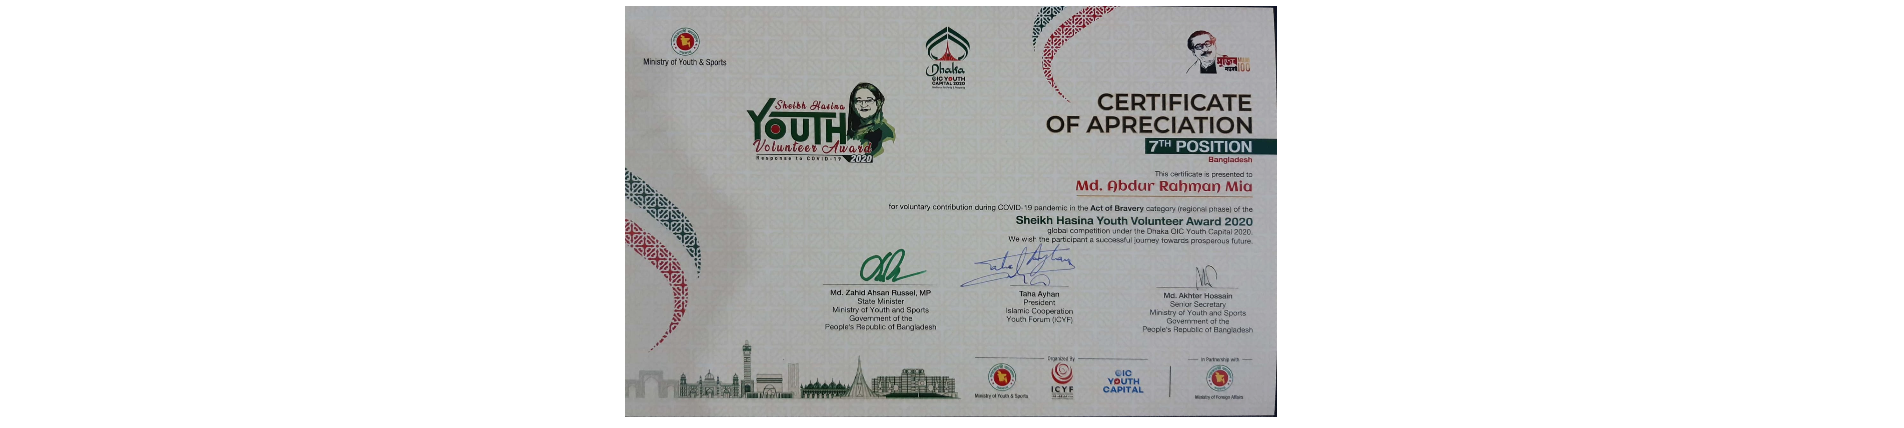 Ministry of Youth & Sports
Dhaka
OIC YOUTH
CAPITAL 2020
মুজিব
100
Sheikh Hasina
YOUTH
Volunteer Award
Response to COVID-19 2020
CERTIFICATE
OF APRECIATION
7TH POSITION
Bangladesh
This certificate is presented to
Md. Abdur Rahman Mia
for voluntary contribution during COVID-19 pandemic in the Act of Bravery category (regional phase) of the
Sheikh Hasina Youth Volunteer Award 2020
global competition under the Dhaka OIC Youth Capital 2020.
We wish the participant a successful journey towards prosperous future.
Md. Zahid Ahsan Russel, MP
State Minister
Ministry of Youth and Sports
Government of the
People's Republic of Bangladesh
Taha Ayhan
President
Islamic Cooperation
Youth Forum (ICYF)
Md. Akhter Hossain
Senior Secretary
Ministry of Youth and Sports
Government of the
People's Republic of Bangladesh
Organized By
Ministry of Youth & Sports
ICYF
OIC
YOUTH
CAPITAL
In Partnership with
Ministry of Foreign Affairs